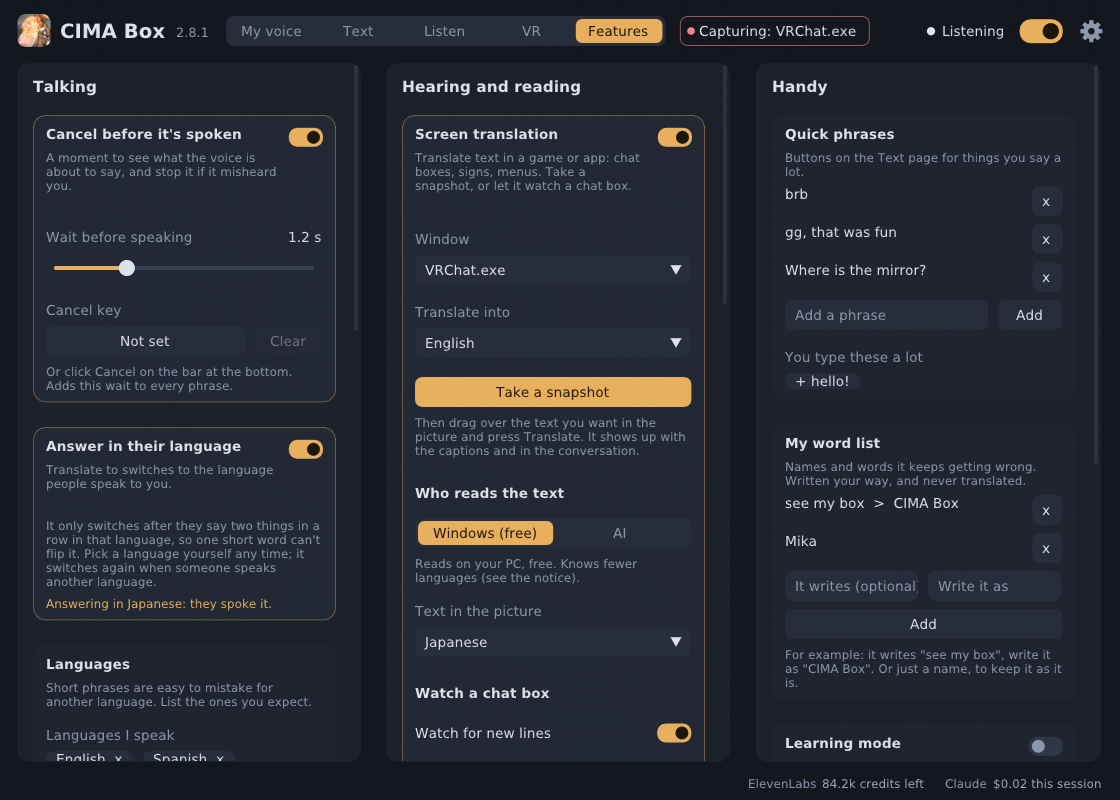 CIMA Box 2.8.1
My voice
Text
Listen
VR
Features
Capturing: VRChat.exe
Listening
Talking
Cancel before it's spoken
A moment to see what the voice is
about to say, and stop it if it misheard
you.
Wait before speaking 1.2 s
Cancel key
Not set
Clear
Or click Cancel on the bar at the bottom.
Adds this wait to every phrase.
Answer in their language
Translate to switches to the language
people speak to you.
It only switches after they say two things in a
row in that language, so one short word can't
flip it. Pick a language yourself any time; it
switches again when someone speaks
another language.
Answering in Japanese: they spoke it.
Languages
Short phrases are easy to mistake for
another language. List the ones you expect.
Languages I speak
English x
Spanish x
Hearing and reading
Screen translation
Translate text in a game or app: chat
boxes, signs, menus. Take a
snapshot, or let it watch a chat box.
Window
VRChat.exe
Translate into
English
Take a snapshot
Then drag over the text you want in the
picture and press Translate. It shows up with
the captions and in the conversation.
Who reads the text
Windows (free)
AI
Reads on your PC, free. Knows fewer
languages (see the notice).
Text in the picture
Japanese
Watch a chat box
Watch for new lines
Handy
Quick phrases
Buttons on the Text page for things you say a
lot.
brb x
gg, that was fun x
Where is the mirror? x
Add a phrase
Add
You type these a lot
+ hello!
My word list
Names and words it keeps getting wrong.
Written your way, and never translated.
see my box > CIMA Box x
Mika x
It writes (optional)
Write it as
Add
For example: it writes "see my box", write it
as "CIMA Box". Or just a name, to keep it as it
is.
Learning mode
ElevenLabs 84.2k credits left
Claude $0.02 this session